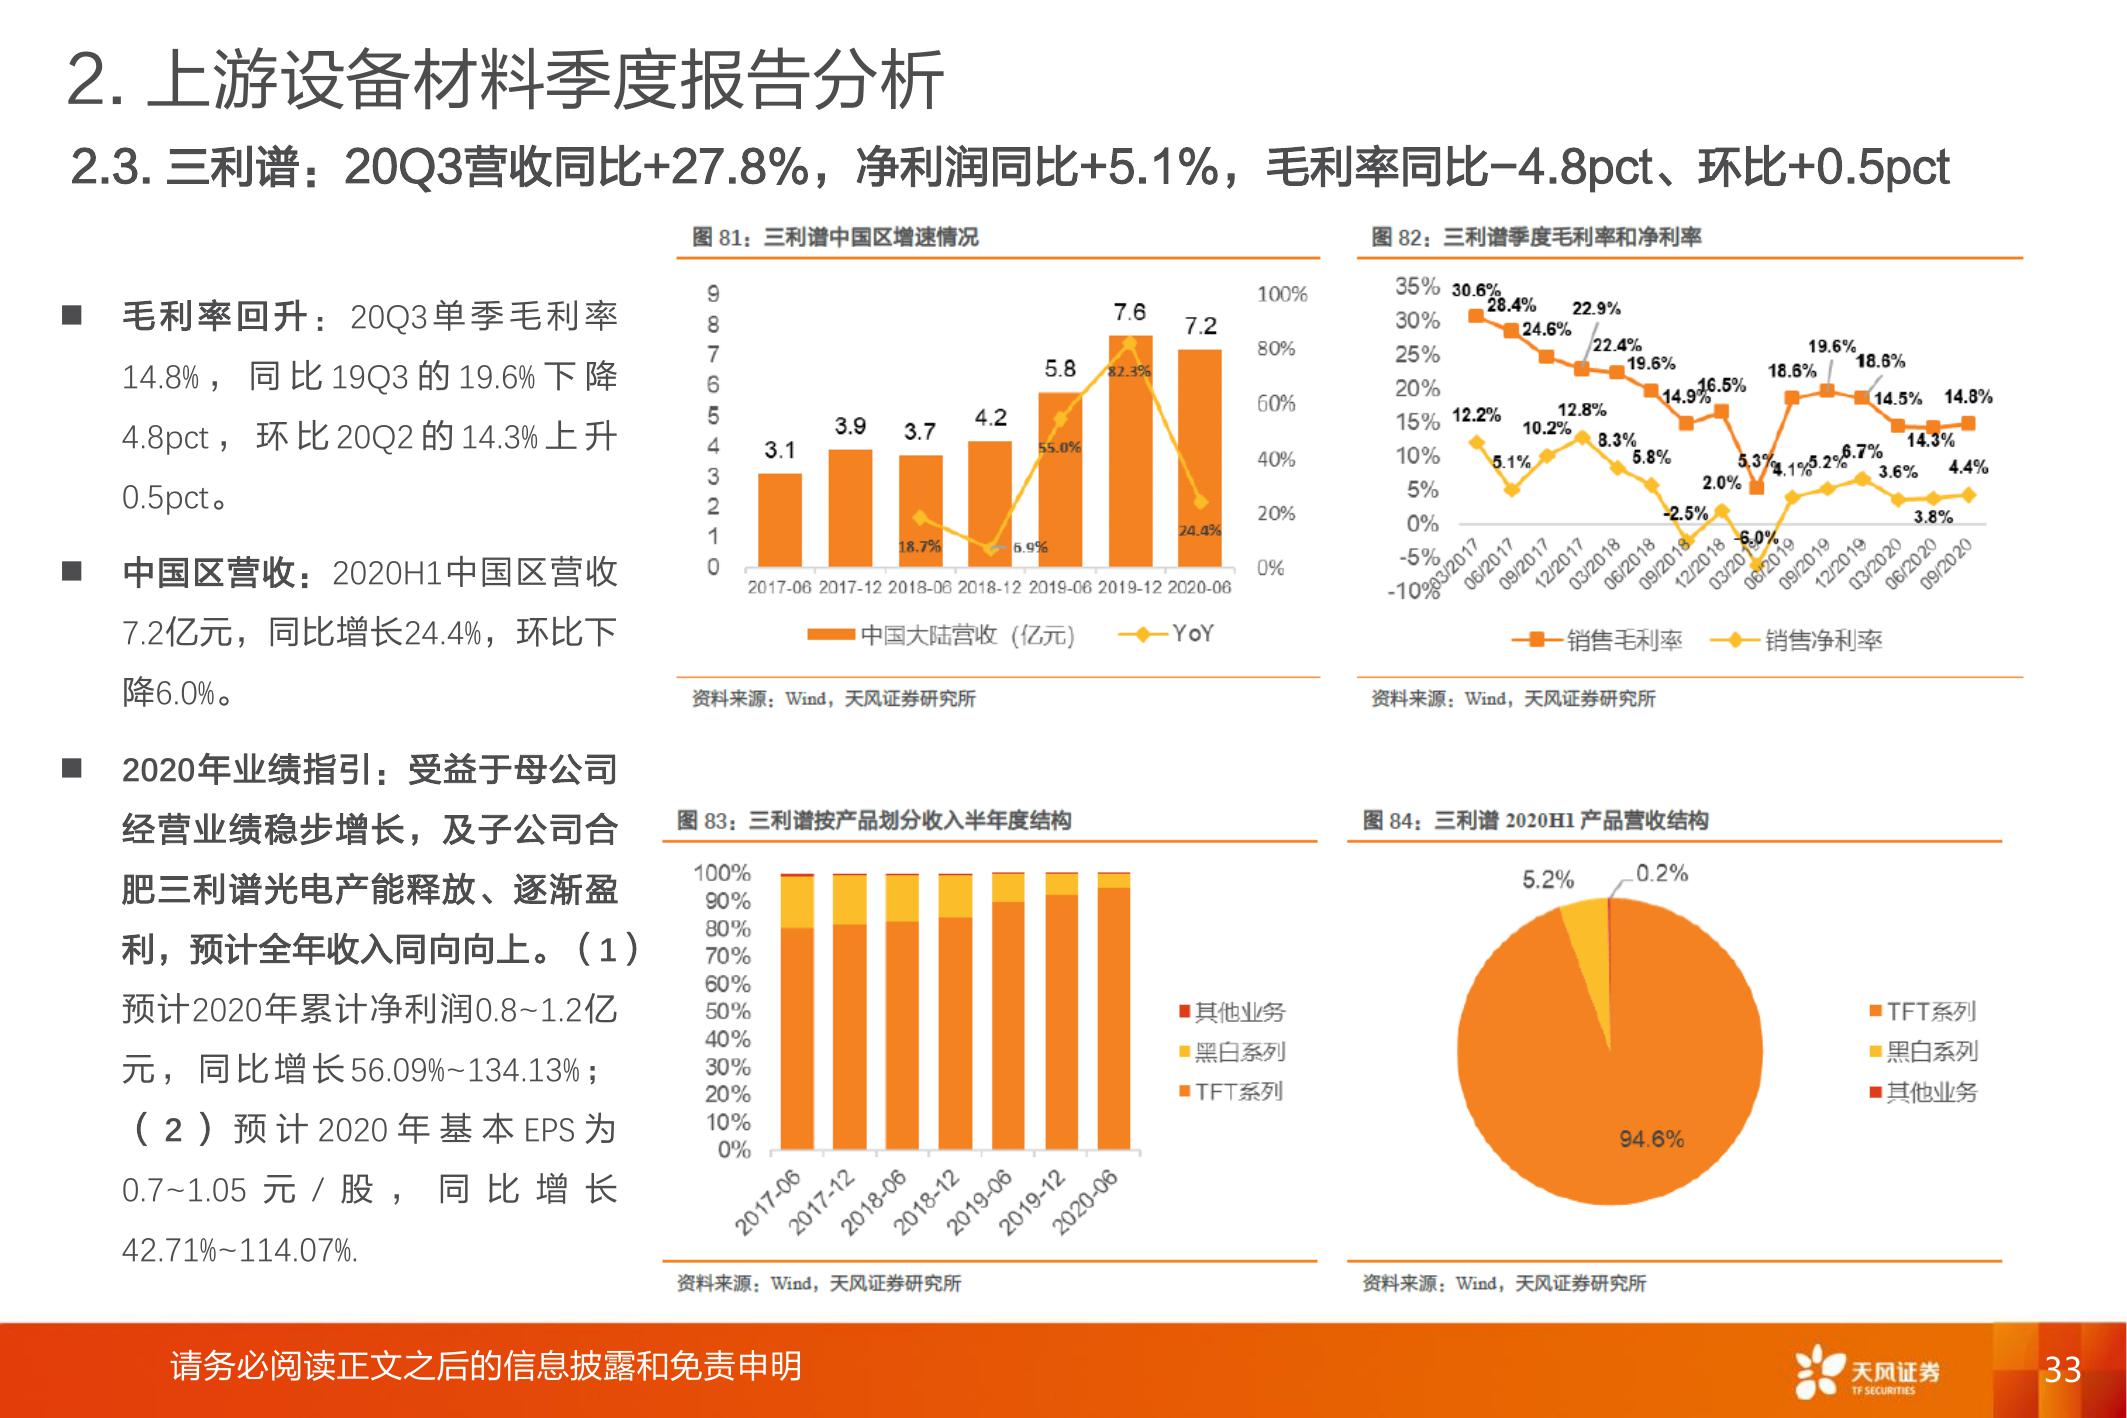 2. 上游设备材料季度报告分析
2.3. 三利谱：20Q3营收同比+27.8%，净利润同比+5.1%，毛利率同比-4.8pct、环比+0.5pct
■ 毛利率回升：20Q3单季毛利率
14.8%，同比19Q3的19.6%下降
4.8pct，环比20Q2的14.3%上升
0.5pct。
■ 中国区营收：2020H1中国区营收
7.2亿元，同比增长24.4%，环比下
降6.0%。
■ 2020年业绩指引：受益于母公司
经营业绩稳步增长，及子公司合
肥三利谱光电产能释放、逐渐盈
利，预计全年收入同向向上。（1）
预计2020年累计净利润0.8~1.2亿
元，同比增长56.09%~134.13%；
（2）预计2020年基本EPS为
0.7~1.05元/股，同比增长
42.71%~114.07%.
图 81：三利谱中国区增速情况
9
8
7
6
5
4
3
2
1
0
100%
80%
60%
40%
20%
0%
3.1
3.9
3.7
4.2
5.8
7.6
7.2
18.7%
6.9%
55.0%
82.3%
24.4%
2017-06 2017-12 2018-06 2018-12 2019-06 2019-12 2020-06
中国大陆营收（亿元） YoY
资料来源：Wind，天风证券研究所
图 82：三利谱季度毛利率和净利率
35%
30%
25%
20%
15%
10%
5%
0%
-5%
-10%
30.6%
28.4%
24.6%
22.9%
22.4%
19.6%
14.9%
16.5%
5.3%
18.6%
19.6%
18.6%
14.5%
14.3%
14.8%
12.2%
5.1%
10.2%
12.8%
8.3%
5.8%
-2.5%
2.0%
-6.0%
4.1%
5.2%
6.7%
3.6%
3.8%
4.4%
03/2017 06/2017 09/2017 12/2017 03/2018 06/2018 09/2018 12/2018 03/2019 06/2019 09/2019 12/2019 03/2020 06/2020 09/2020
销售毛利率 销售净利率
资料来源：Wind，天风证券研究所
图 83：三利谱按产品划分收入半年度结构
100%
90%
80%
70%
60%
50%
40%
30%
20%
10%
0%
2017-06 2017-12 2018-06 2018-12 2019-06 2019-12 2020-06
其他业务
黑白系列
TFT系列
资料来源：Wind，天风证券研究所
图 84：三利谱 2020H1 产品营收结构
5.2%
0.2%
94.6%
TFT系列
黑白系列
其他业务
资料来源：Wind，天风证券研究所
请务必阅读正文之后的信息披露和免责申明
天风证券
TF SECURITIES
33